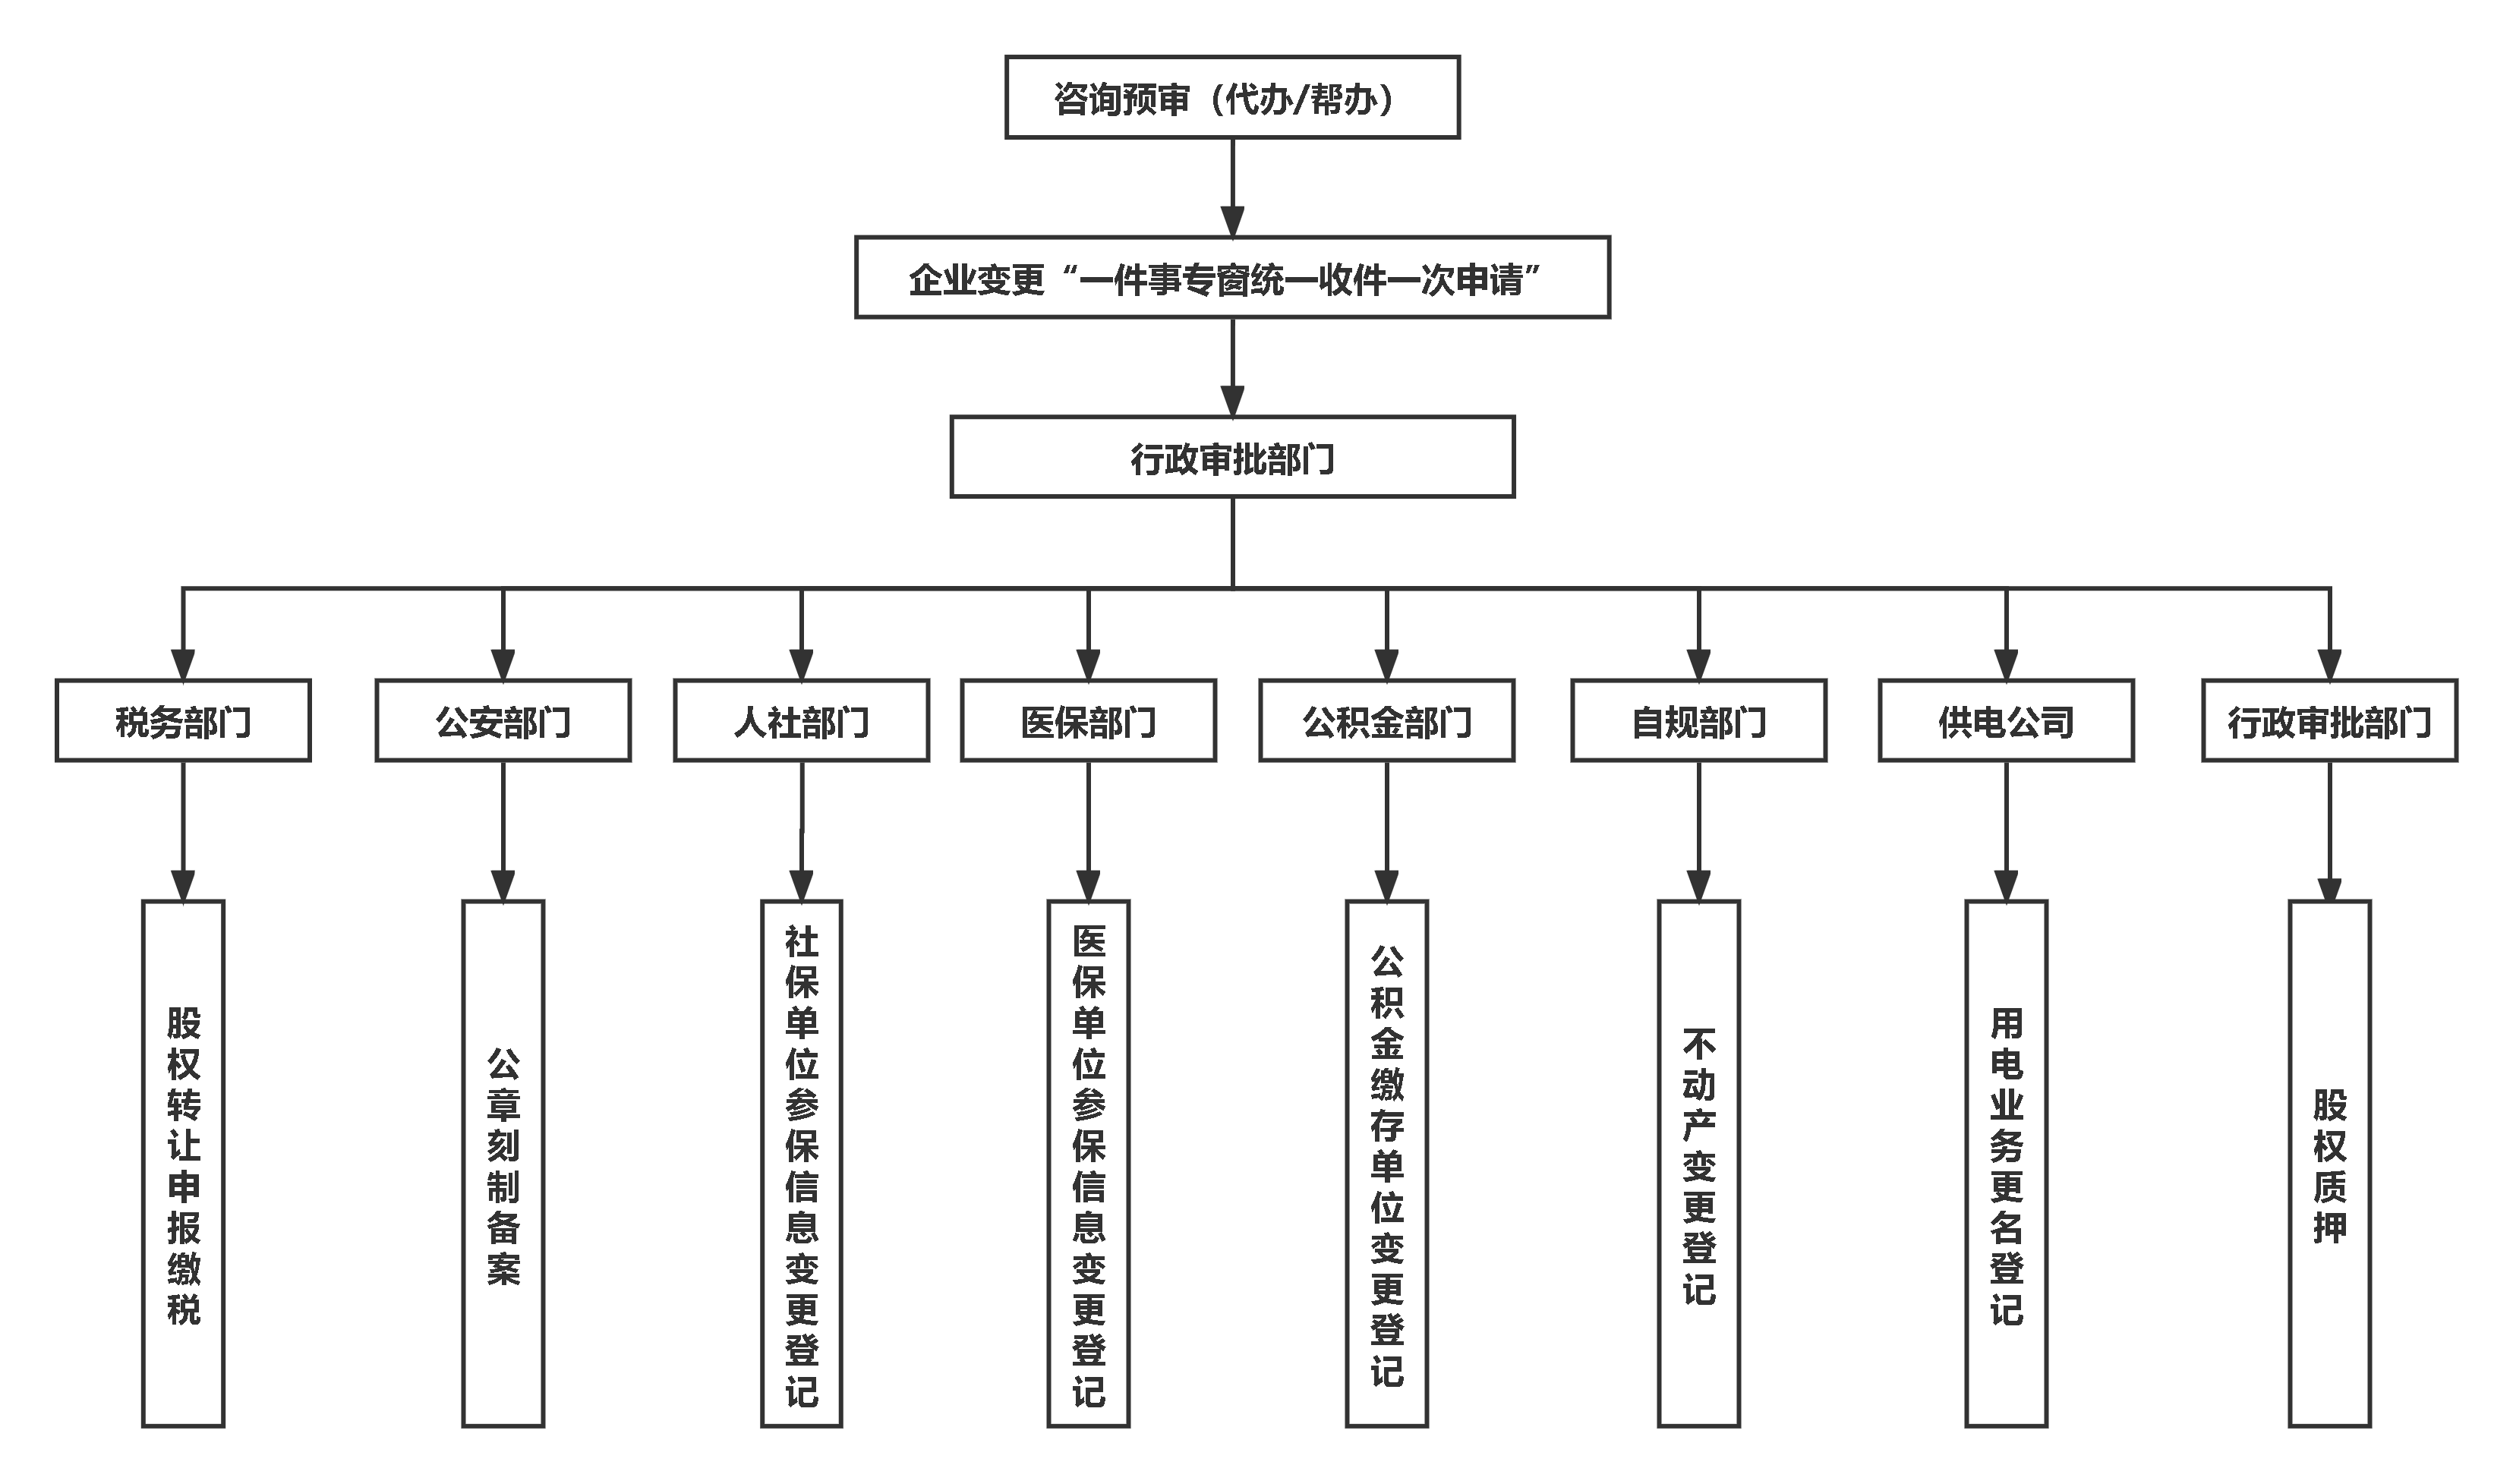 咨询预审（代办/帮办）
企业变更“一件事专窗统一收件一次申请”
行政审批部门
税务部门
公安部门
人社部门
医保部门
公积金部门
自规部门
供电公司
行政审批部门
股权转让申报缴税
公章刻制备案
社保单位参保信息变更登记
医保单位参保信息变更登记
公积金缴存单位变更登记
不动产变更登记
用电业务更名登记
股权质押